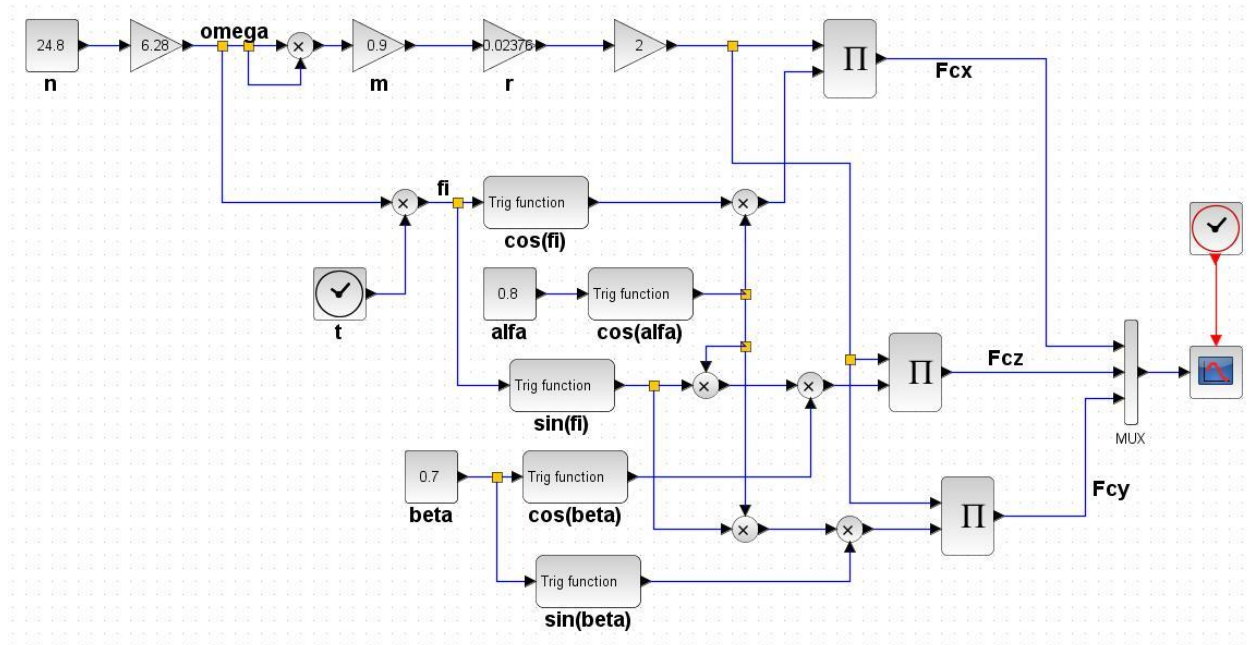 omega
24.8
6.28
×
0.9
0.02376
2
Π
n
m
r
Fcx
fi
Trig function
×
×
cos(fi)
0.8
Trig function
t
alfa
cos(alfa)
Trig function
×
×
Π
Fcz
sin(fi)
MUX
0.7
Trig function
beta
cos(beta)
Fcy
×
×
Π
Trig function
sin(beta)